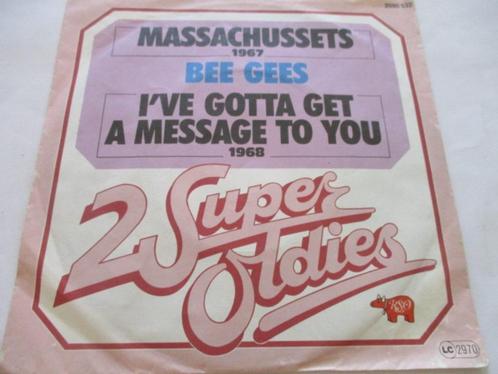 MASSACHUSSETS
1967
BEE GEES
I'VE GOTTA GET
A MESSAGE TO YOU
1968
2 Super
Oldies
RSO
LC 2970